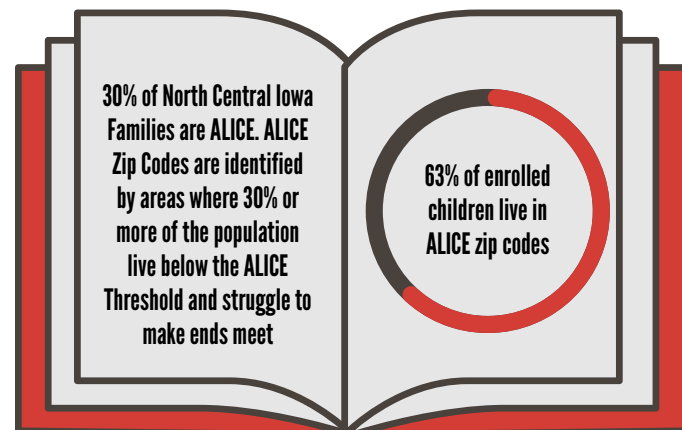 30% of North Central Iowa
Families are ALICE. ALICE
Zip Codes are identified
by areas where 30% or
more of the population
live below the ALICE
Threshold and struggle to
make ends meet
63% of enrolled
children live in
ALICE zip codes